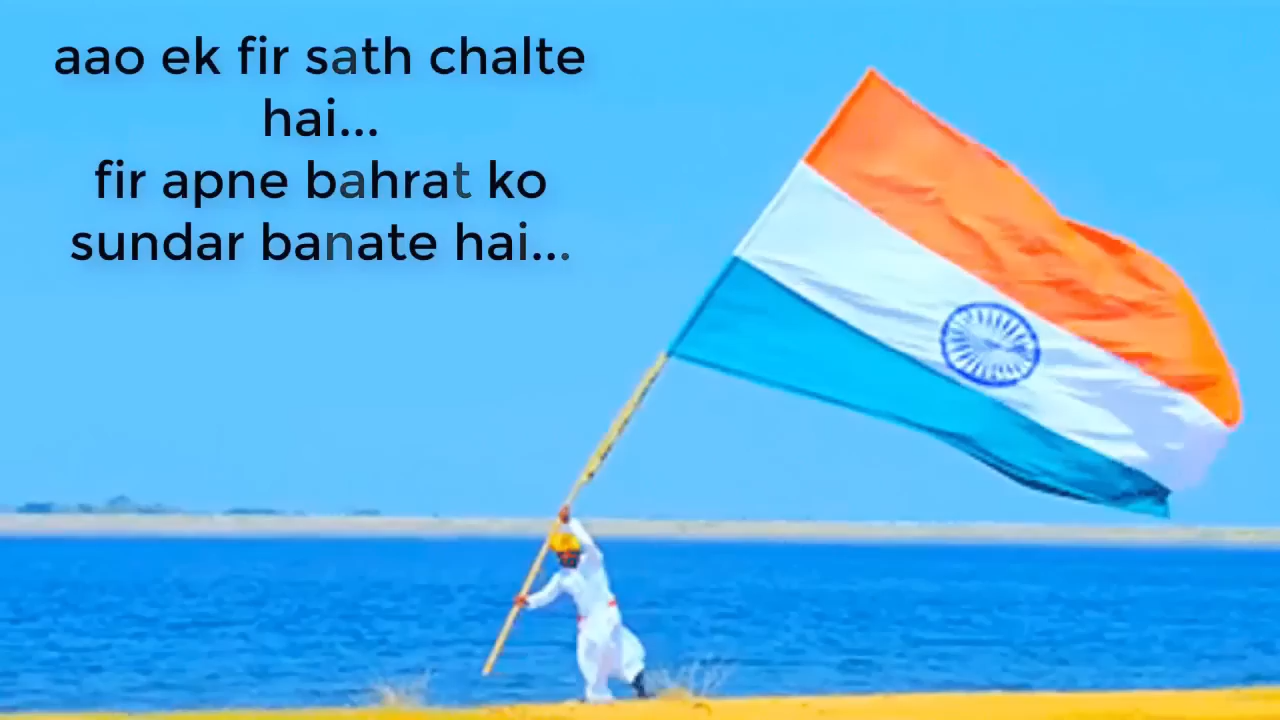 aao ek fir sath chalte
hai...
fir apne bahrat ko
sundar banate hai...